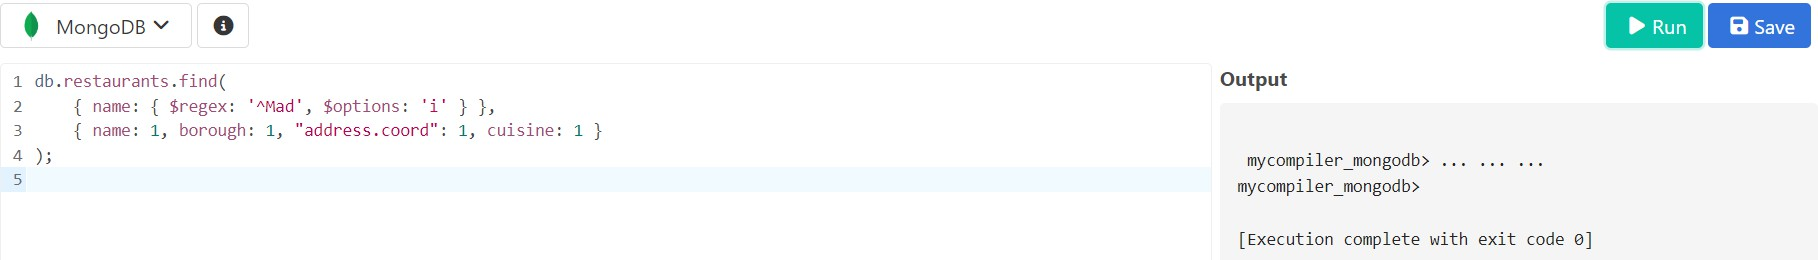 MongoDB
Run
Save
1 db.restaurants.find(
2     { name: { $regex: '^Mad', $options: 'i' } },
3     { name: 1, borough: 1, "address.coord": 1, cuisine: 1 }
4 );
5
Output
mycompiler_mongodb> ... ... ...
mycompiler_mongodb>
[Execution complete with exit code 0]